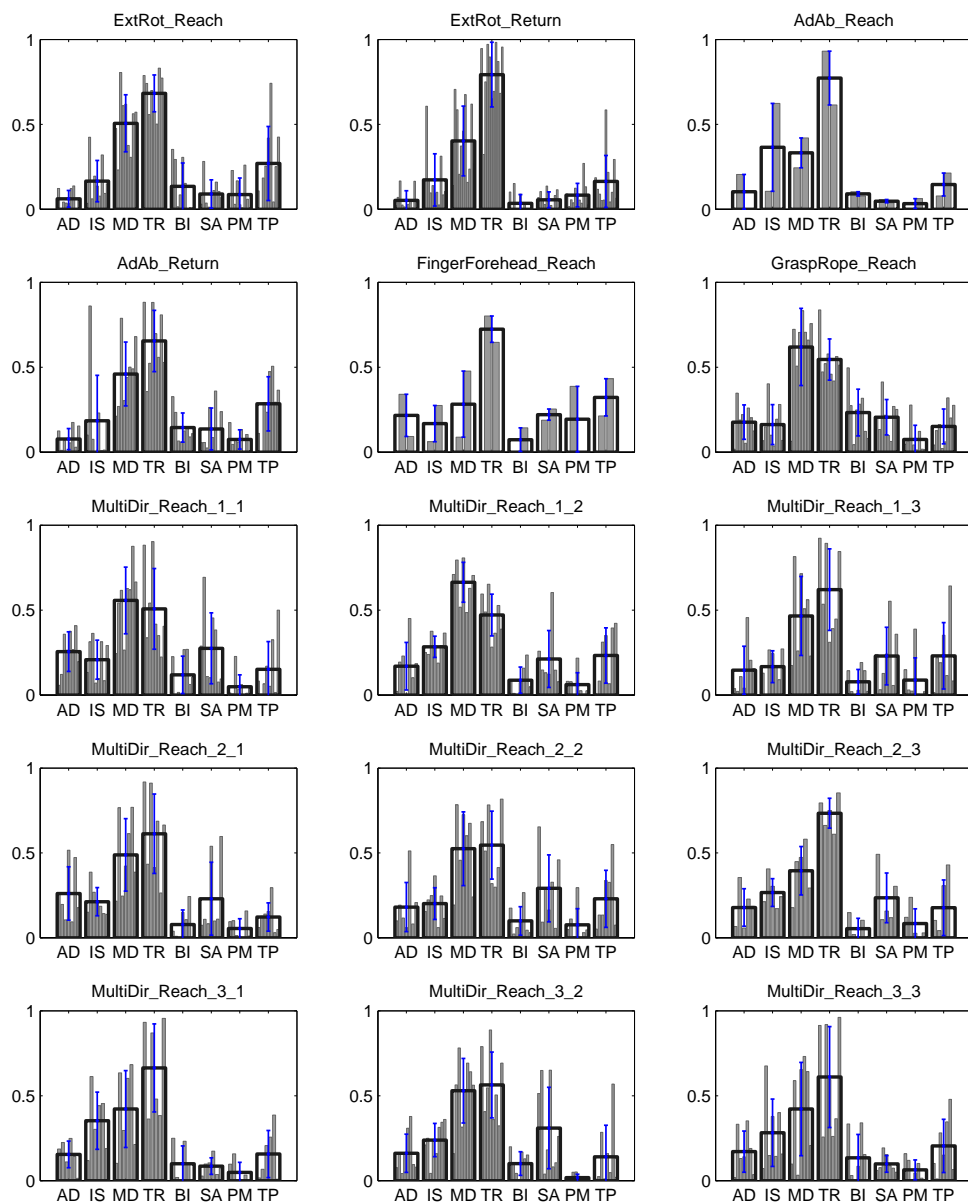 ExtRot_Reach
ExtRot_Return
AdAb_Reach
1
0.5
0
AD IS MD TR BI SA PM TP
1
0.5
0
AD IS MD TR BI SA PM TP
1
0.5
0
AD IS MD TR BI SA PM TP
AdAb_Return
FingerForehead_Reach
GraspRope_Reach
1
0.5
0
AD IS MD TR BI SA PM TP
1
0.5
0
AD IS MD TR BI SA PM TP
1
0.5
0
AD IS MD TR BI SA PM TP
MultiDir_Reach_1_1
MultiDir_Reach_1_2
MultiDir_Reach_1_3
1
0.5
0
AD IS MD TR BI SA PM TP
1
0.5
0
AD IS MD TR BI SA PM TP
1
0.5
0
AD IS MD TR BI SA PM TP
MultiDir_Reach_2_1
MultiDir_Reach_2_2
MultiDir_Reach_2_3
1
0.5
0
AD IS MD TR BI SA PM TP
1
0.5
0
AD IS MD TR BI SA PM TP
1
0.5
0
AD IS MD TR BI SA PM TP
MultiDir_Reach_3_1
MultiDir_Reach_3_2
MultiDir_Reach_3_3
1
0.5
0
AD IS MD TR BI SA PM TP
1
0.5
0
AD IS MD TR BI SA PM TP
1
0.5
0
AD IS MD TR BI SA PM TP